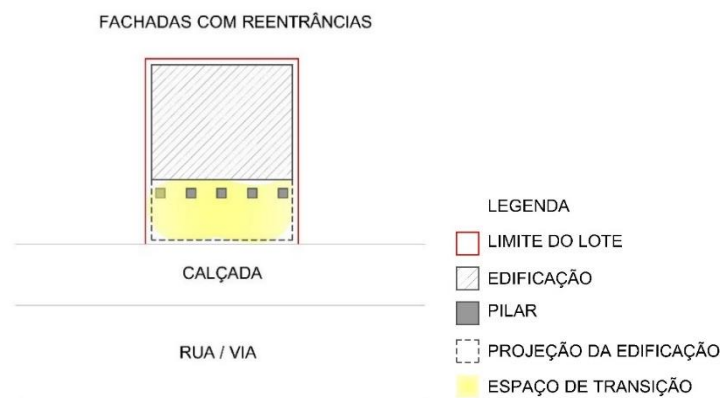 FACHADAS COM REENTRÂNCIAS
CALÇADA
RUA / VIA
LEGENDA
LIMITE DO LOTE
EDIFICAÇÃO
PILAR
PROJEÇÃO DA EDIFICAÇÃO
ESPAÇO DE TRANSIÇÃO